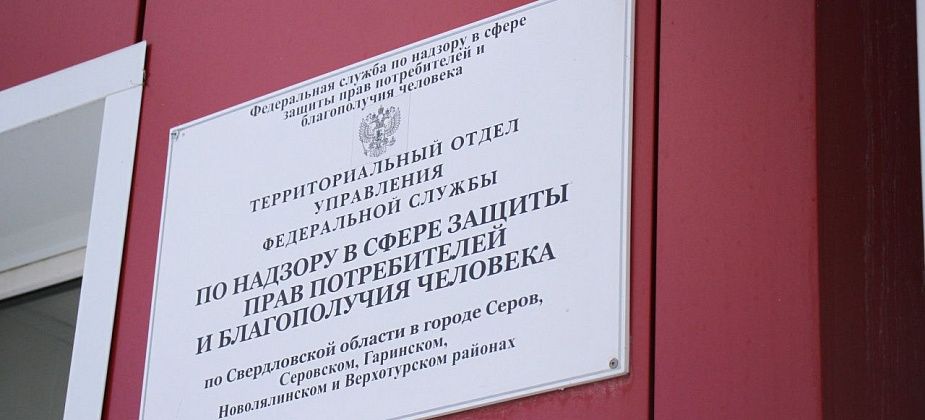 Федеральная служба по надзору в сфере
защиты прав потребителей и
благополучия человека
ТЕРРИТОРИАЛЬНЫЙ ОТДЕЛ
УПРАВЛЕНИЯ
ФЕДЕРАЛЬНОЙ СЛУЖБЫ
ПО НАДЗОРУ В СФЕРЕ ЗАЩИТЫ
ПРАВ ПОТРЕБИТЕЛЕЙ
И БЛАГОПОЛУЧИЯ ЧЕЛОВЕКА
по Свердловской области в городе Серов,
Серовском, Гаринском,
Новолялинском и Верхотурском районах